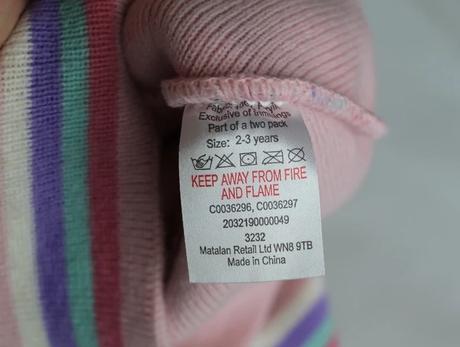 Exclusive of trimmings
Part of a two pack
Size: 2-3 years
KEEP AWAY FROM FIRE
AND FLAME
C0036296, C0036297
2032190000049
3232
Matalan Retail Ltd WN8 9TB
Made in China